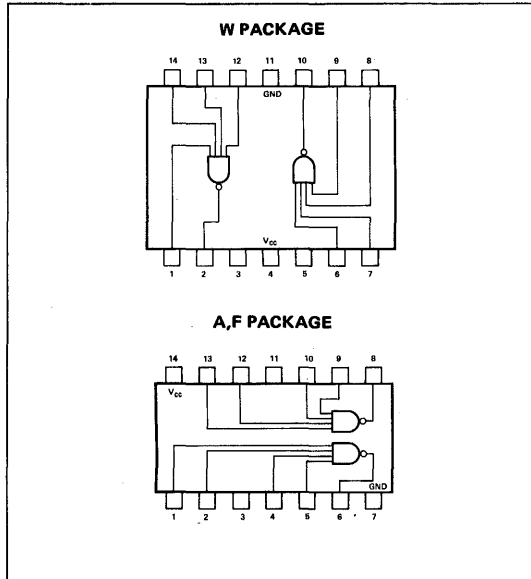 W PACKAGE
14 13 12 11 10 9 8
GND
VCC
1 2 3 4 5 6 7
A,F PACKAGE
14 13 12 11 10 9 8
VCC
GND
1 2 3 4 5 6 7